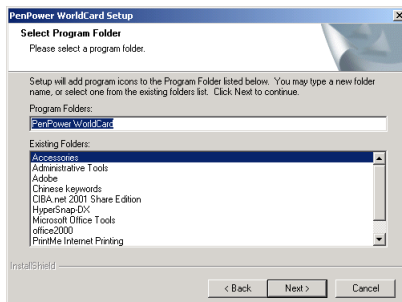 PenPower WorldCard Setup
Select Program Folder
Please select a program folder.
Setup will add program icons to the Program Folder listed below. You may type a new folder
name, or select one from the existing folders list. Click Next to continue.
Program Folders:
PenPower WorldCard
Existing Folders:
Accessories
Administrative Tools
Adobe
Chinese keywords
CIBA.net 2001 Share Edition
HyperSnap-DX
Microsoft Office Tools
office2000
PrintMe Internet Printing
InstallShield
< Back
Next >
Cancel